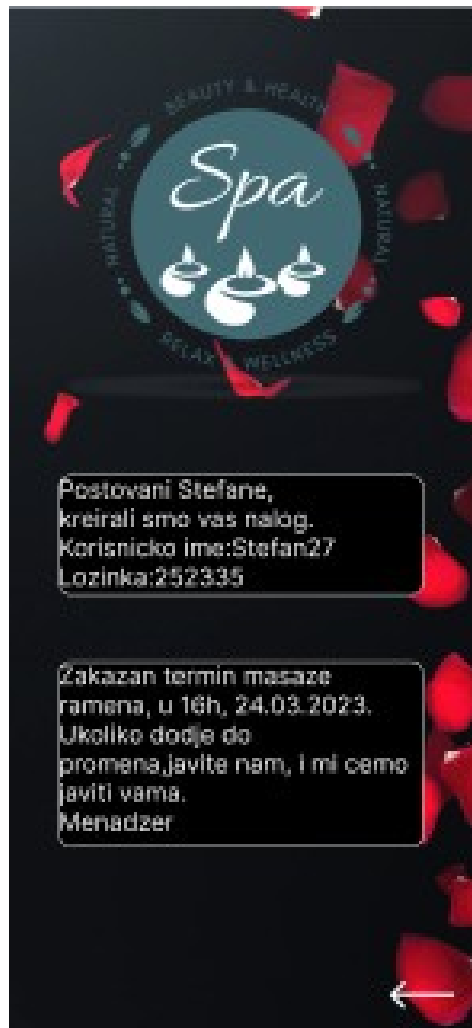 BEAUTY & HEALTH
NATURAL
NATURAL
Spa
RELAX & WELLNESS
Postovani Stefane,
kreirali smo vas nalog.
Korisnicko ime:Stefan27
Lozinka:252335
Zakazan termin masaze
ramena, u 16h, 24.03.2023.
Ukoliko dodje do
promena,javite nam, i mi cemo
javiti vama.
Menadzer